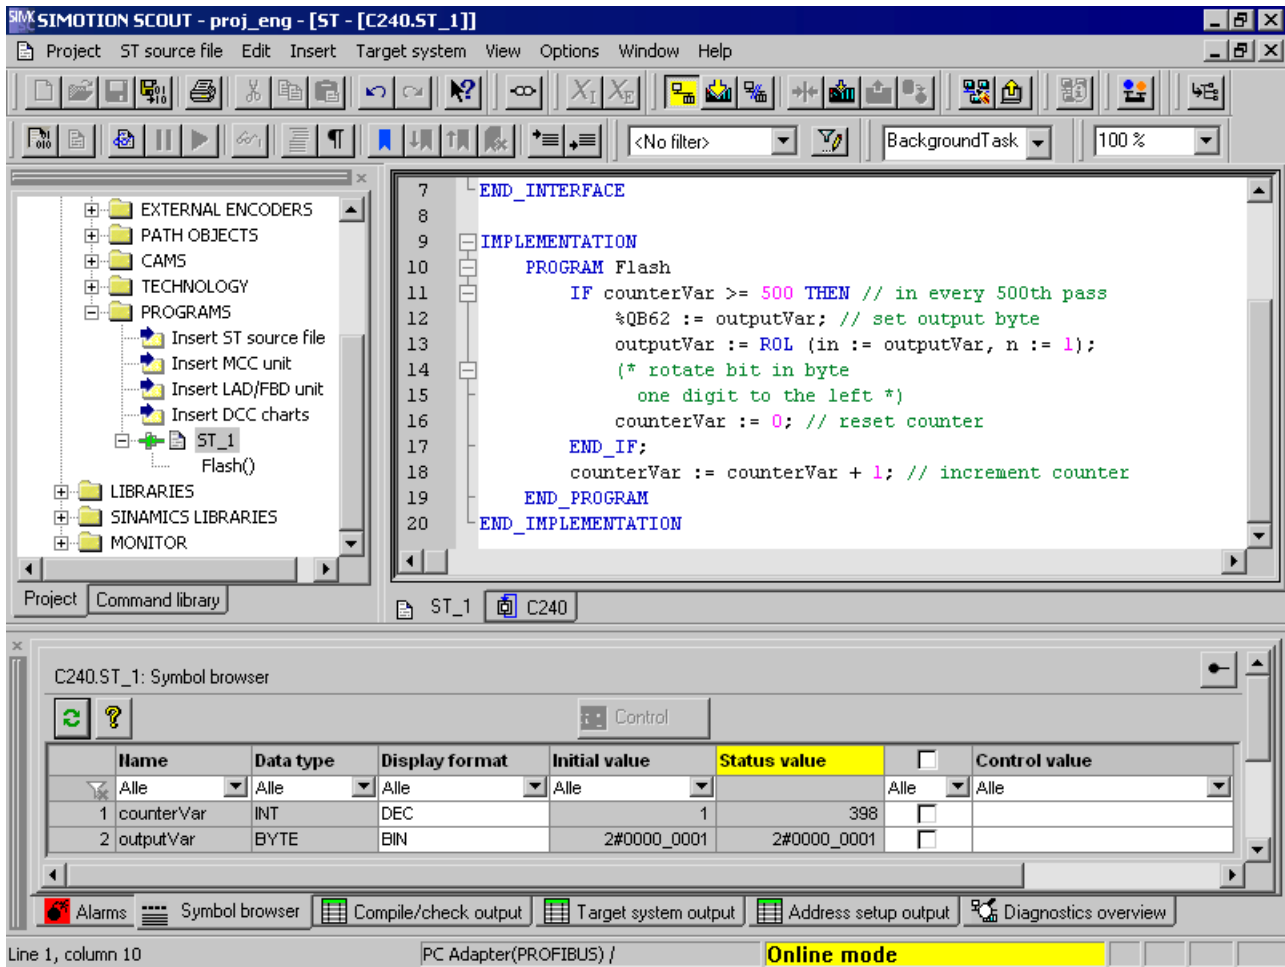 SIMOTION SCOUT - proj_eng - [ST - [C240.ST_1]]
Project ST source file Edit Insert Target system View Options Window Help
<No filter> BackgroundTask 100 %
EXTERNAL ENCODERS
PATH OBJECTS
CAMS
TECHNOLOGY
PROGRAMS
Insert ST source file
Insert MCC unit
Insert LAD/FBD unit
Insert DCC charts
ST_1
Flash()
LIBRARIES
SINAMICS LIBRARIES
MONITOR
Project Command library
7 END_INTERFACE
8
9 IMPLEMENTATION
10 PROGRAM Flash
11 IF counterVar >= 500 THEN // in every 500th pass
12 %QB62 := outputVar; // set output byte
13 outputVar := ROL (in := outputVar, n := 1);
14 (* rotate bit in byte
15 one digit to the left *)
16 counterVar := 0; // reset counter
17 END_IF;
18 counterVar := counterVar + 1; // increment counter
19 END_PROGRAM
20 END_IMPLEMENTATION
ST_1 C240
C240.ST_1: Symbol browser
Control
Name Data type Display format Initial value Status value Control value
Alle Alle Alle Alle Alle Alle
1 counterVar INT DEC 1 398
2 outputVar BYTE BIN 2#0000_0001 2#0000_0001
Alarms Symbol browser Compile/check output Target system output Address setup output Diagnostics overview
Line 1, column 10 PC Adapter(PROFIBUS) / Online mode